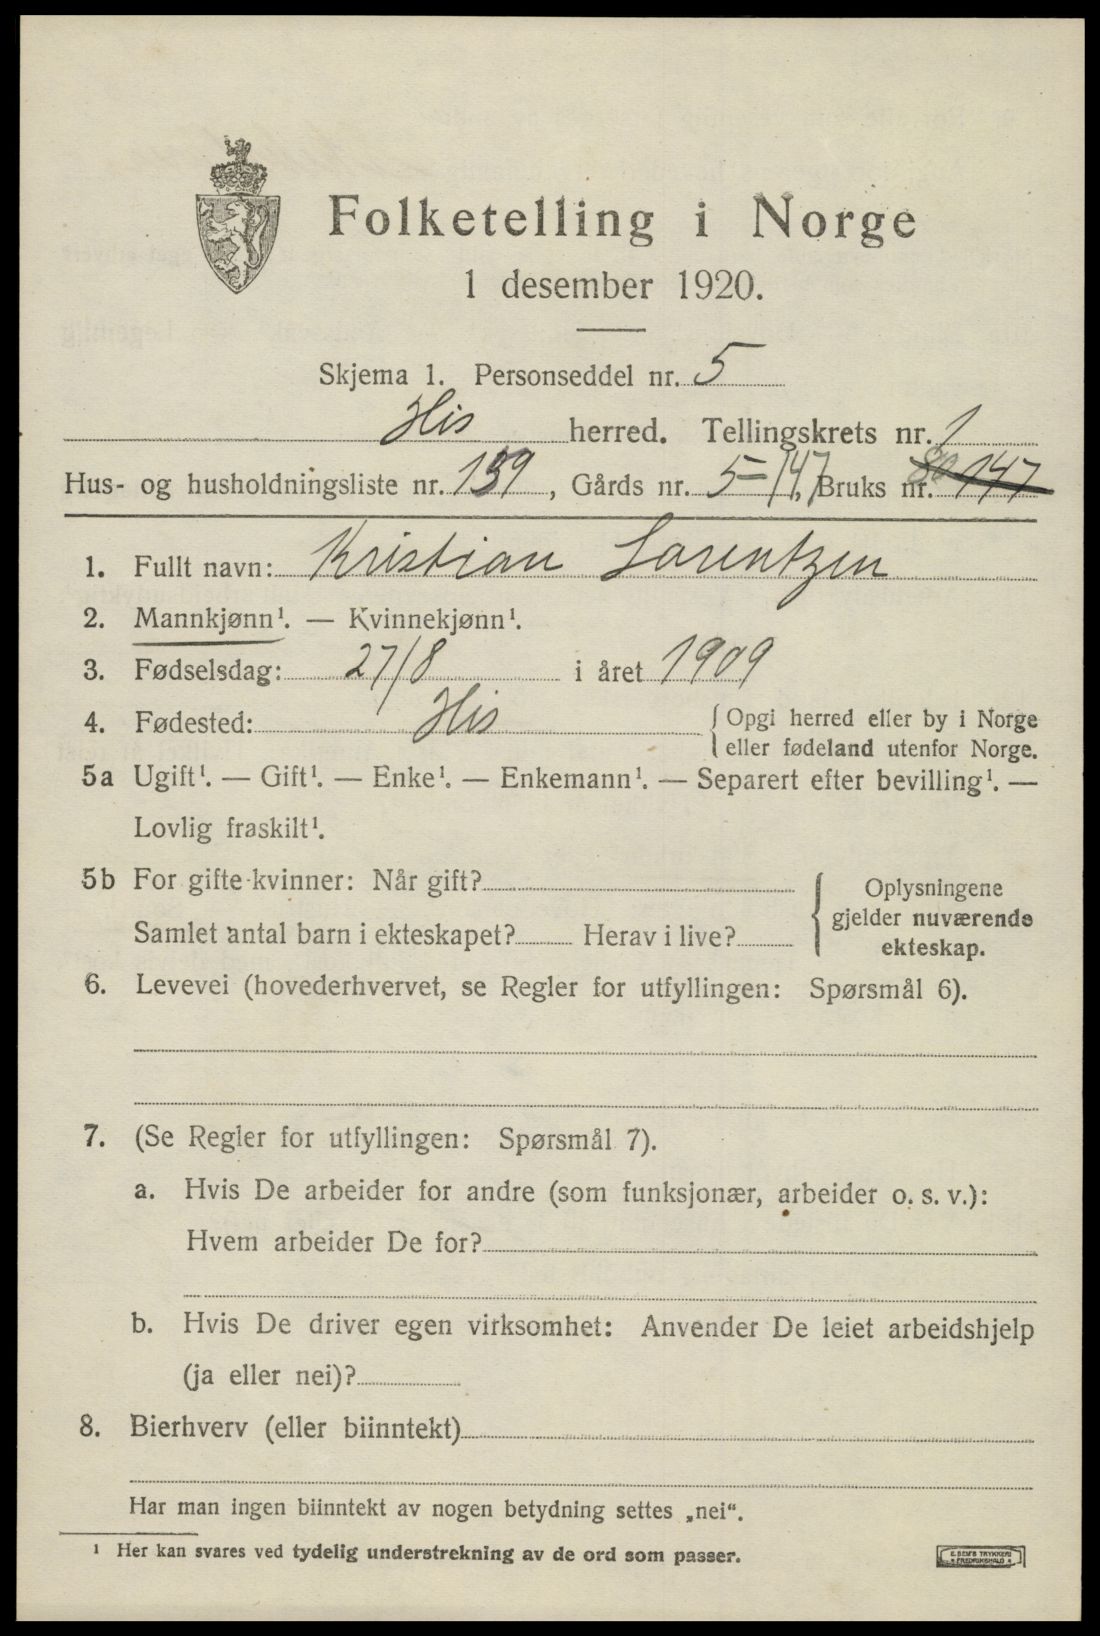 Folketelling i Norge
1 desember 1920.
Skjema 1. Personseddel nr. 5
His herred. Tellingskrets nr. 1
Hus- og husholdningsliste nr. 139, Gårds nr. 5-147, Bruks nr. 80 147
1. Fullt navn: Kristian Lorentzen
2. Mannkjønn¹. — Kvinnekjønn¹.
3. Fødselsdag: 27/8 i året 1909
4. Fødested: His {Opgi herred eller by i Norge
eller fødeland utenfor Norge.
5a Ugift¹. — Gift¹. — Enke¹. — Enkemann¹. — Separert efter bevilling¹. —
Lovlig fraskilt¹.
5b For gifte kvinner: Når gift?
Samlet antal barn i ekteskapet? Herav i live?
{Oplysningene
gjelder nuværende
ekteskap.
6. Levevei (hovederhvervet, se Regler for utfyllingen: Spørsmål 6).
7. (Se Regler for utfyllingen: Spørsmål 7).
a. Hvis De arbeider for andre (som funksjonær, arbeider o. s. v.):
Hvem arbeider De for?
b. Hvis De driver egen virksomhet: Anvender De leiet arbeidshjelp
(ja eller nei)?
8. Bierhverv (eller biinntekt)
Har man ingen biinntekt av nogen betydning settes „nei“.
¹ Her kan svares ved tydelig understrekning av de ord som passer.
E. SEM'S TRYKKERI
FREDRIKSHALD